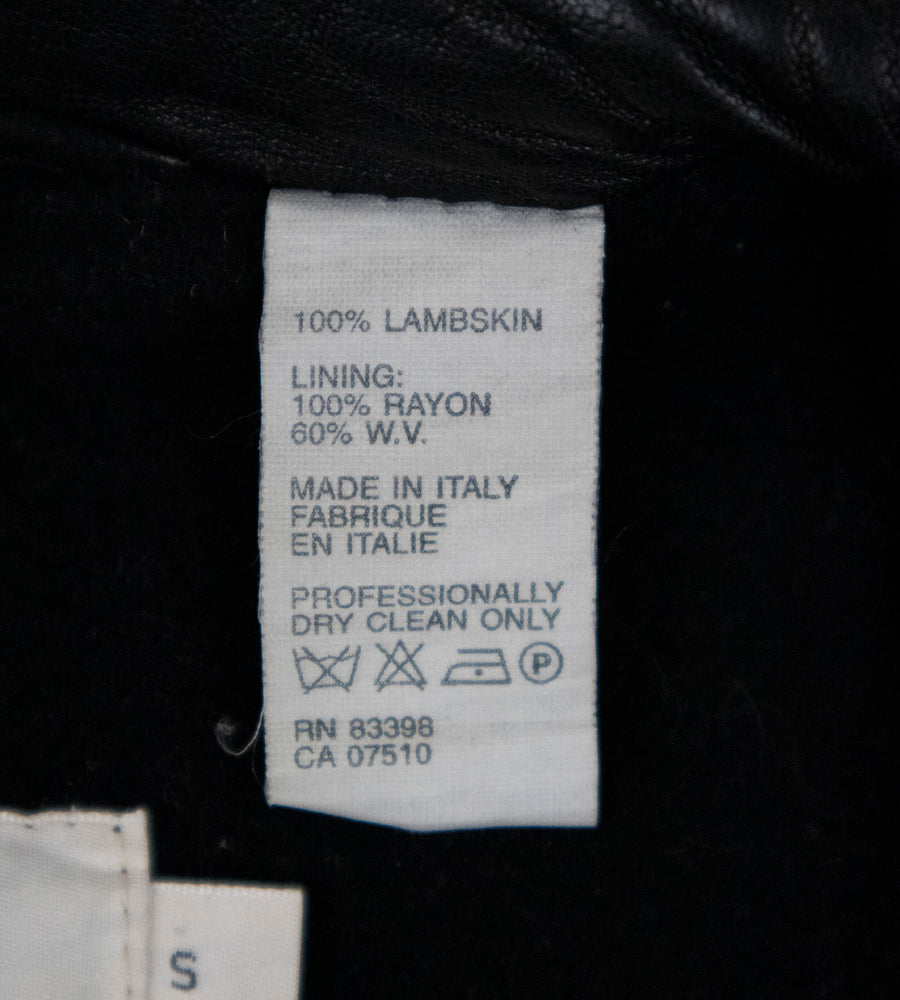 100% LAMBSKIN
LINING:
100% RAYON
60% W.V.
MADE IN ITALY
FABRIQUE
EN ITALIE
PROFESSIONALLY
DRY CLEAN ONLY
P
RN 83398
CA 07510
S